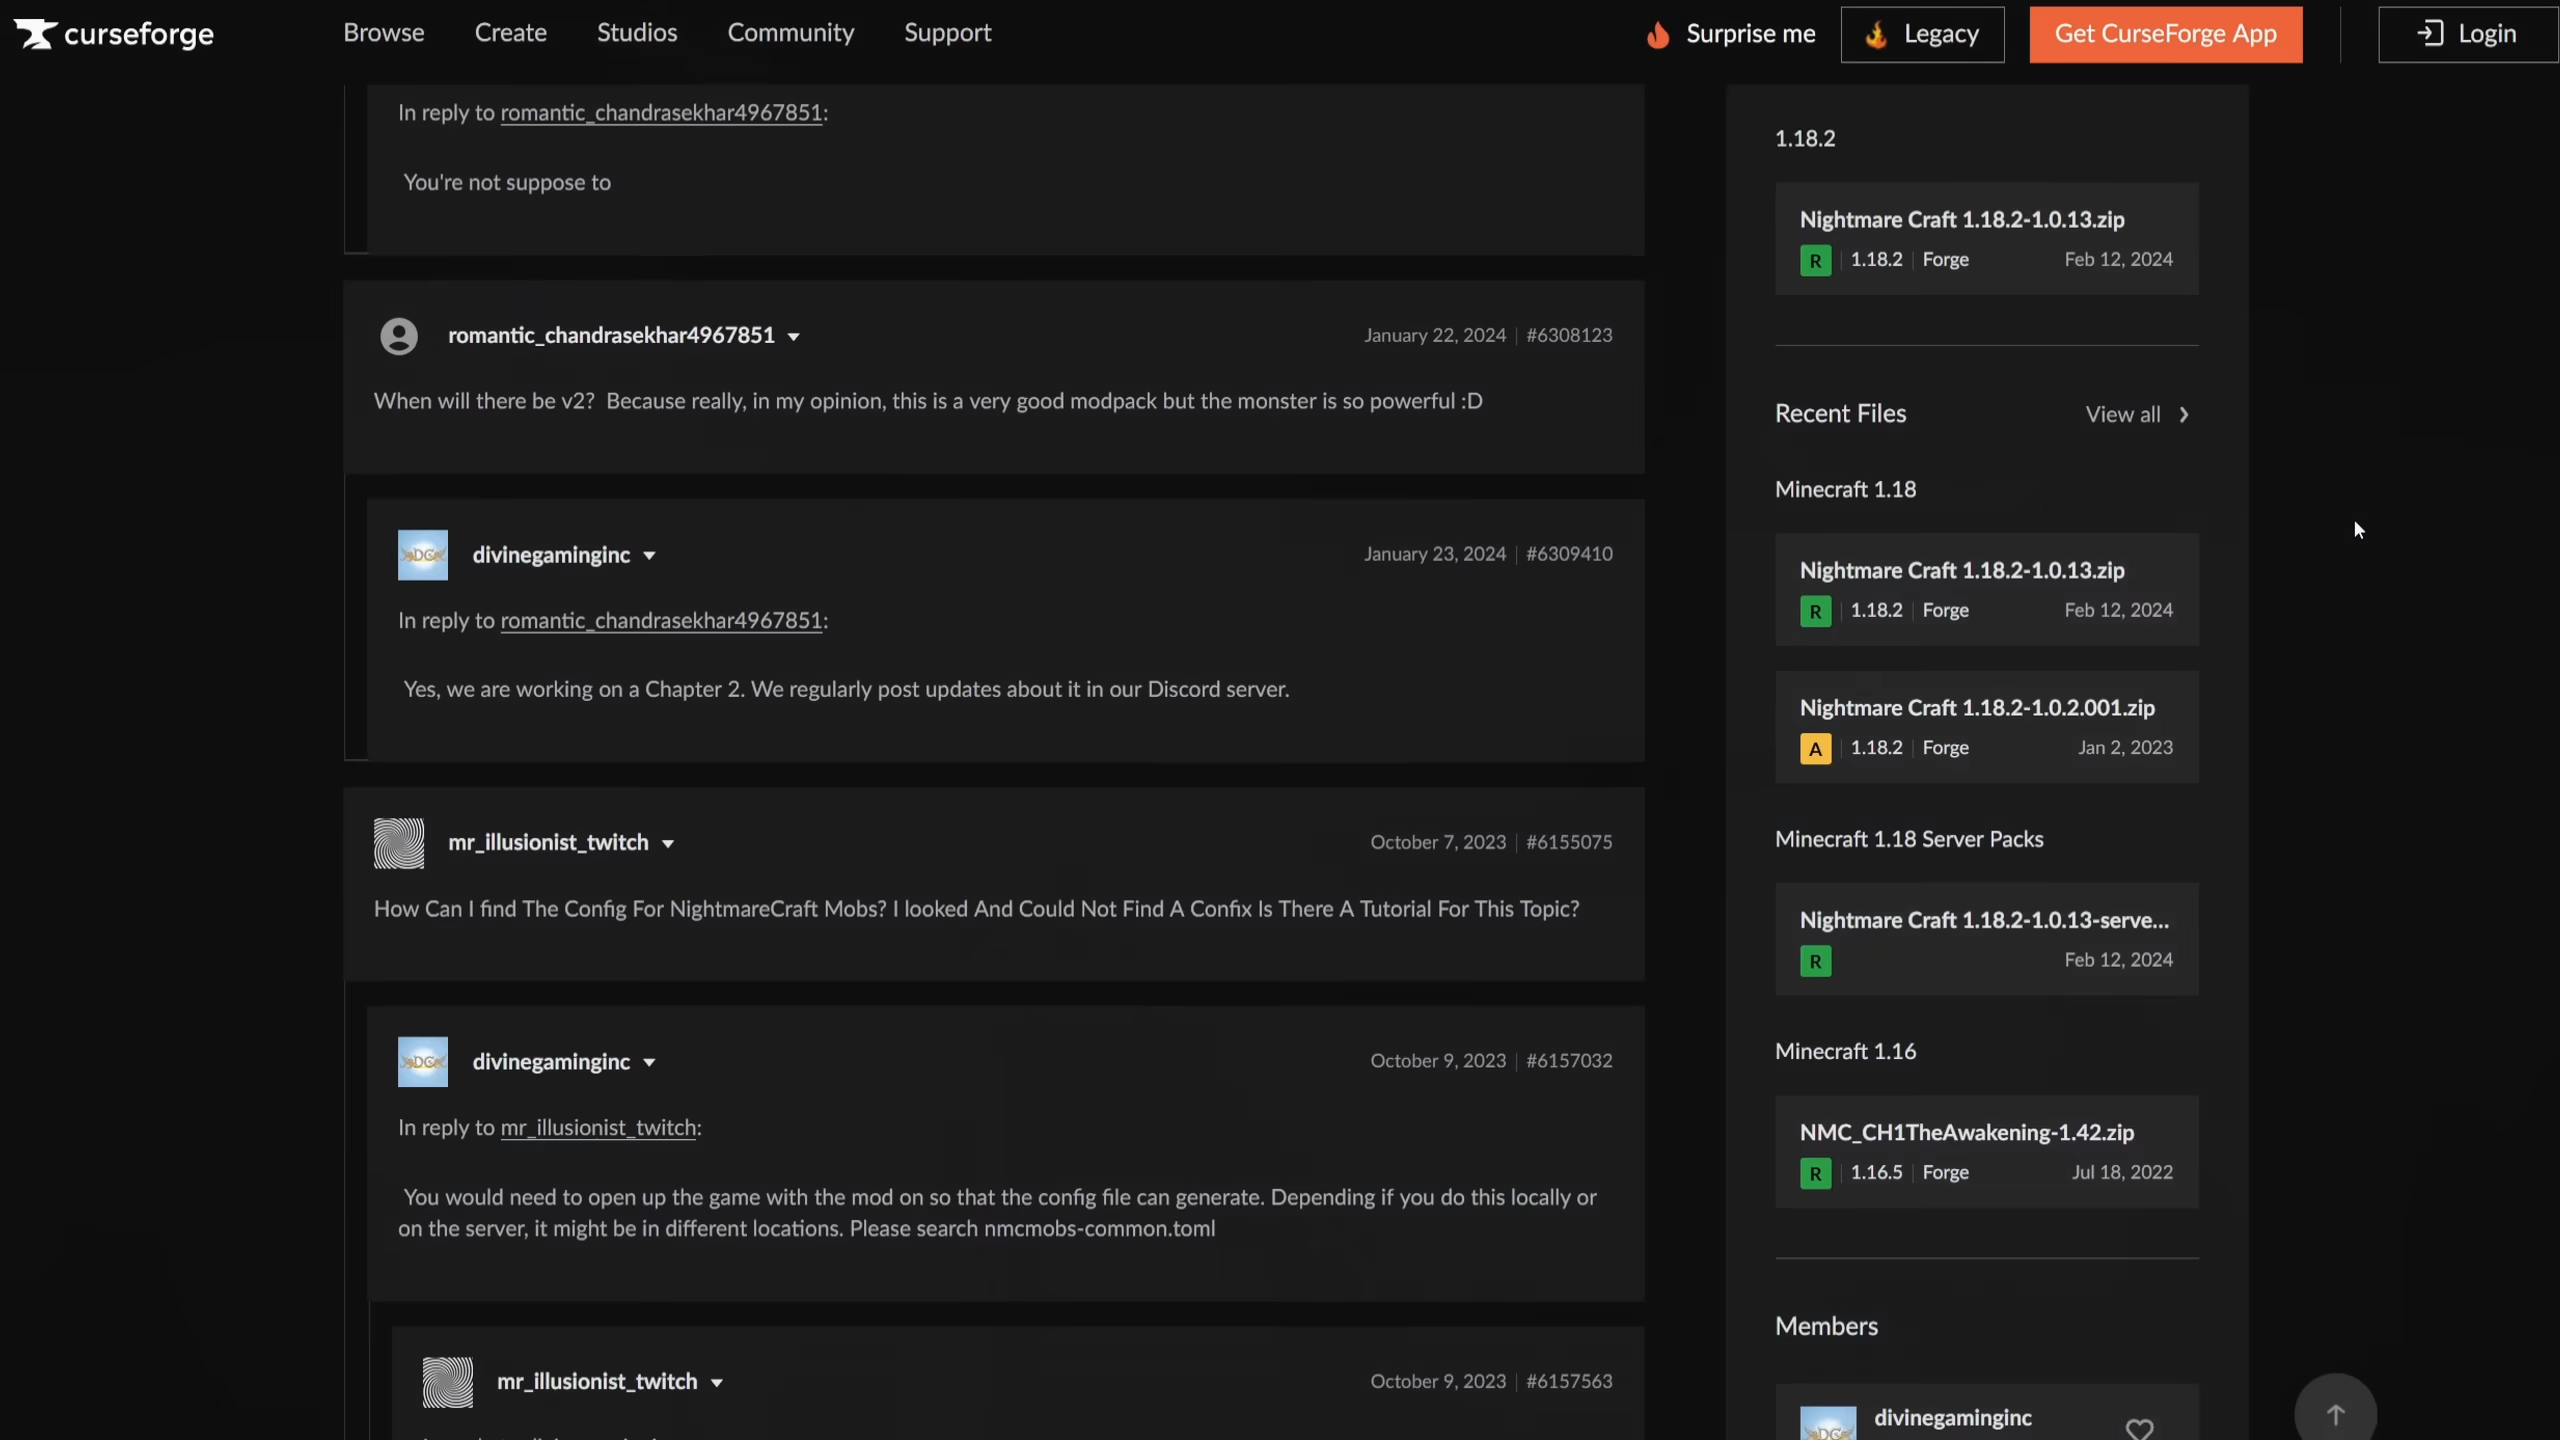 curseforge
Browse
Create
Studios
Community
Support
Surprise me
Legacy
Get CurseForge App
Login
In reply to romantic_chandrasekhar4967851:
You're not suppose to
romantic_chandrasekhar4967851
January 22, 2024 | #6308123
When will there be v2?  Because really, in my opinion, this is a very good modpack but the monster is so powerful :D
divinegaminginc
January 23, 2024 | #6309410
In reply to romantic_chandrasekhar4967851:
Yes, we are working on a Chapter 2. We regularly post updates about it in our Discord server.
mr_illusionist_twitch
October 7, 2023 | #6155075
How Can I find The Config For NightmareCraft Mobs? I looked And Could Not Find A Confix Is There A Tutorial For This Topic?
DG
divinegaminginc
October 9, 2023 | #6157032
In reply to mr_illusionist_twitch:
You would need to open up the game with the mod on so that the config file can generate. Depending if you do this locally or
on the server, it might be in different locations. Please search nmcmobs-common.toml
mr_illusionist_twitch
October 9, 2023 | #6157563
1.18.2
Nightmare Craft 1.18.2-1.0.13.zip
R | 1.18.2 | Forge
Feb 12, 2024
Recent Files
View all
Minecraft 1.18
Nightmare Craft 1.18.2-1.0.13.zip
R | 1.18.2 | Forge
Feb 12, 2024
Nightmare Craft 1.18.2-1.0.2.001.zip
A | 1.18.2 | Forge
Jan 2, 2023
Minecraft 1.18 Server Packs
Nightmare Craft 1.18.2-1.0.13-serve...
R
Feb 12, 2024
Minecraft 1.16
NMC_CH1TheAwakening-1.42.zip
R | 1.16.5 | Forge
Jul 18, 2022
Members
divinegaminginc